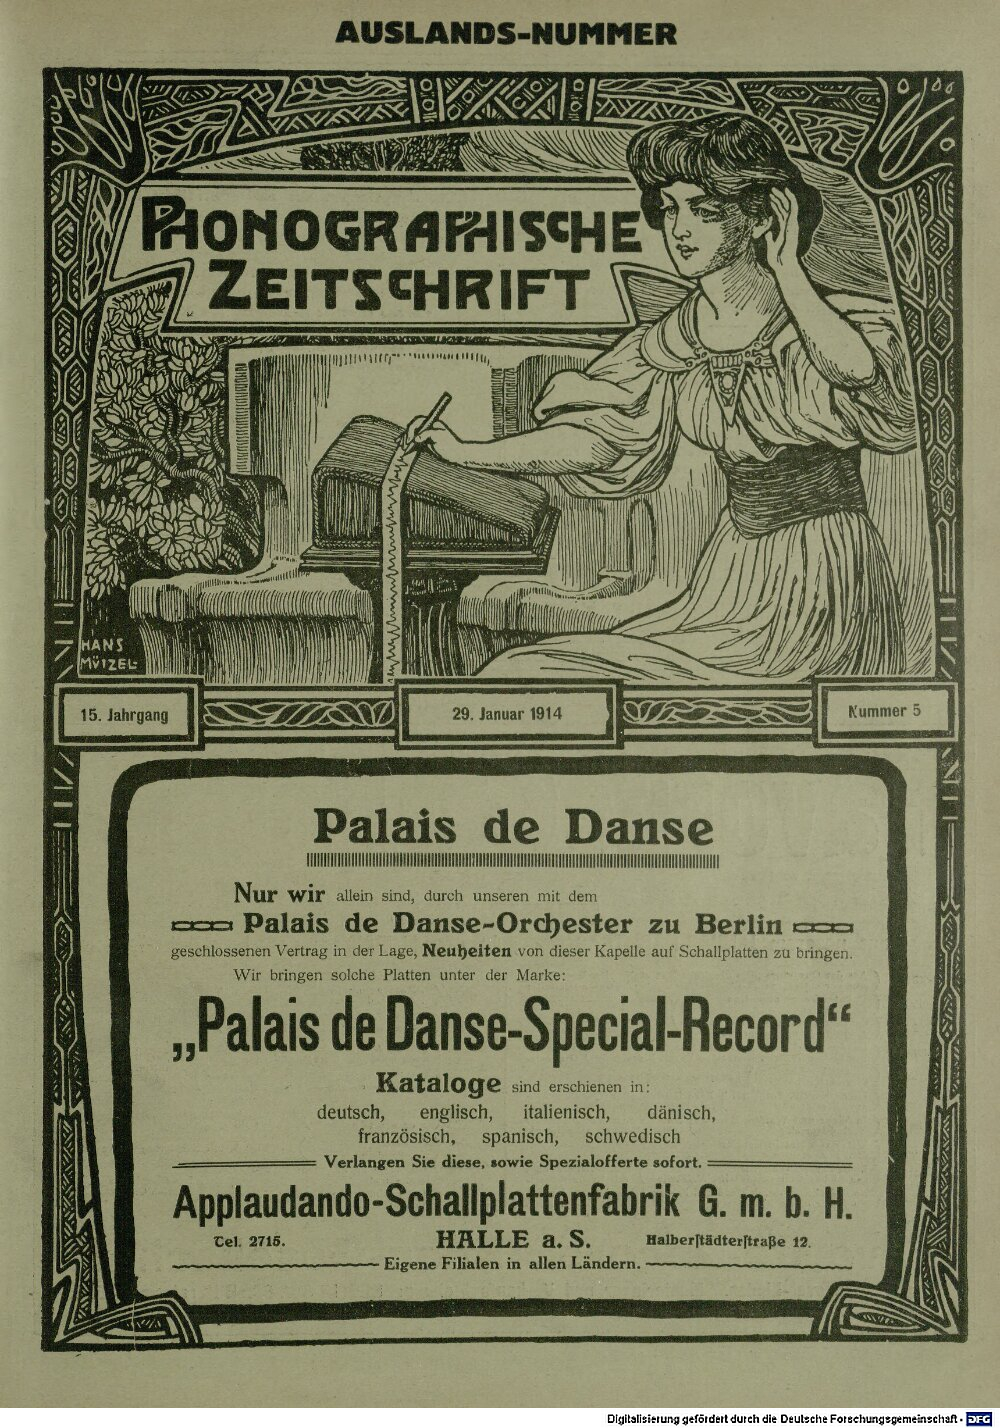 AUSLANDS-NUMMER
PHONOGRAPHISCHE
ZEITSCHRIFT
HANS
MÜTZEL
15. Jahrgang
29. Januar 1914
Nummer 5
Palais de Danse
Nur wir allein sind, durch unseren mit dem
Palais de Danse-Orchester zu Berlin
geschlossenen Vertrag in der Lage, Neuheiten von dieser Kapelle auf Schallplatten zu bringen.
Wir bringen solche Platten unter der Marke:
„Palais de Danse-Special-Record“
Kataloge sind erschienen in:
deutsch, englisch, italienisch, dänisch,
französisch, spanisch, schwedisch
Verlangen Sie diese, sowie Spezialofferte sofort.
Applaudando-Schallplattenfabrik G. m. b. H.
Tel. 2715. HALLE a. S. Halberstädterstraße 12.
Eigene Filialen in allen Ländern.
Digitalisierung gefördert durch die Deutsche Forschungsgemeinschaft - DFG